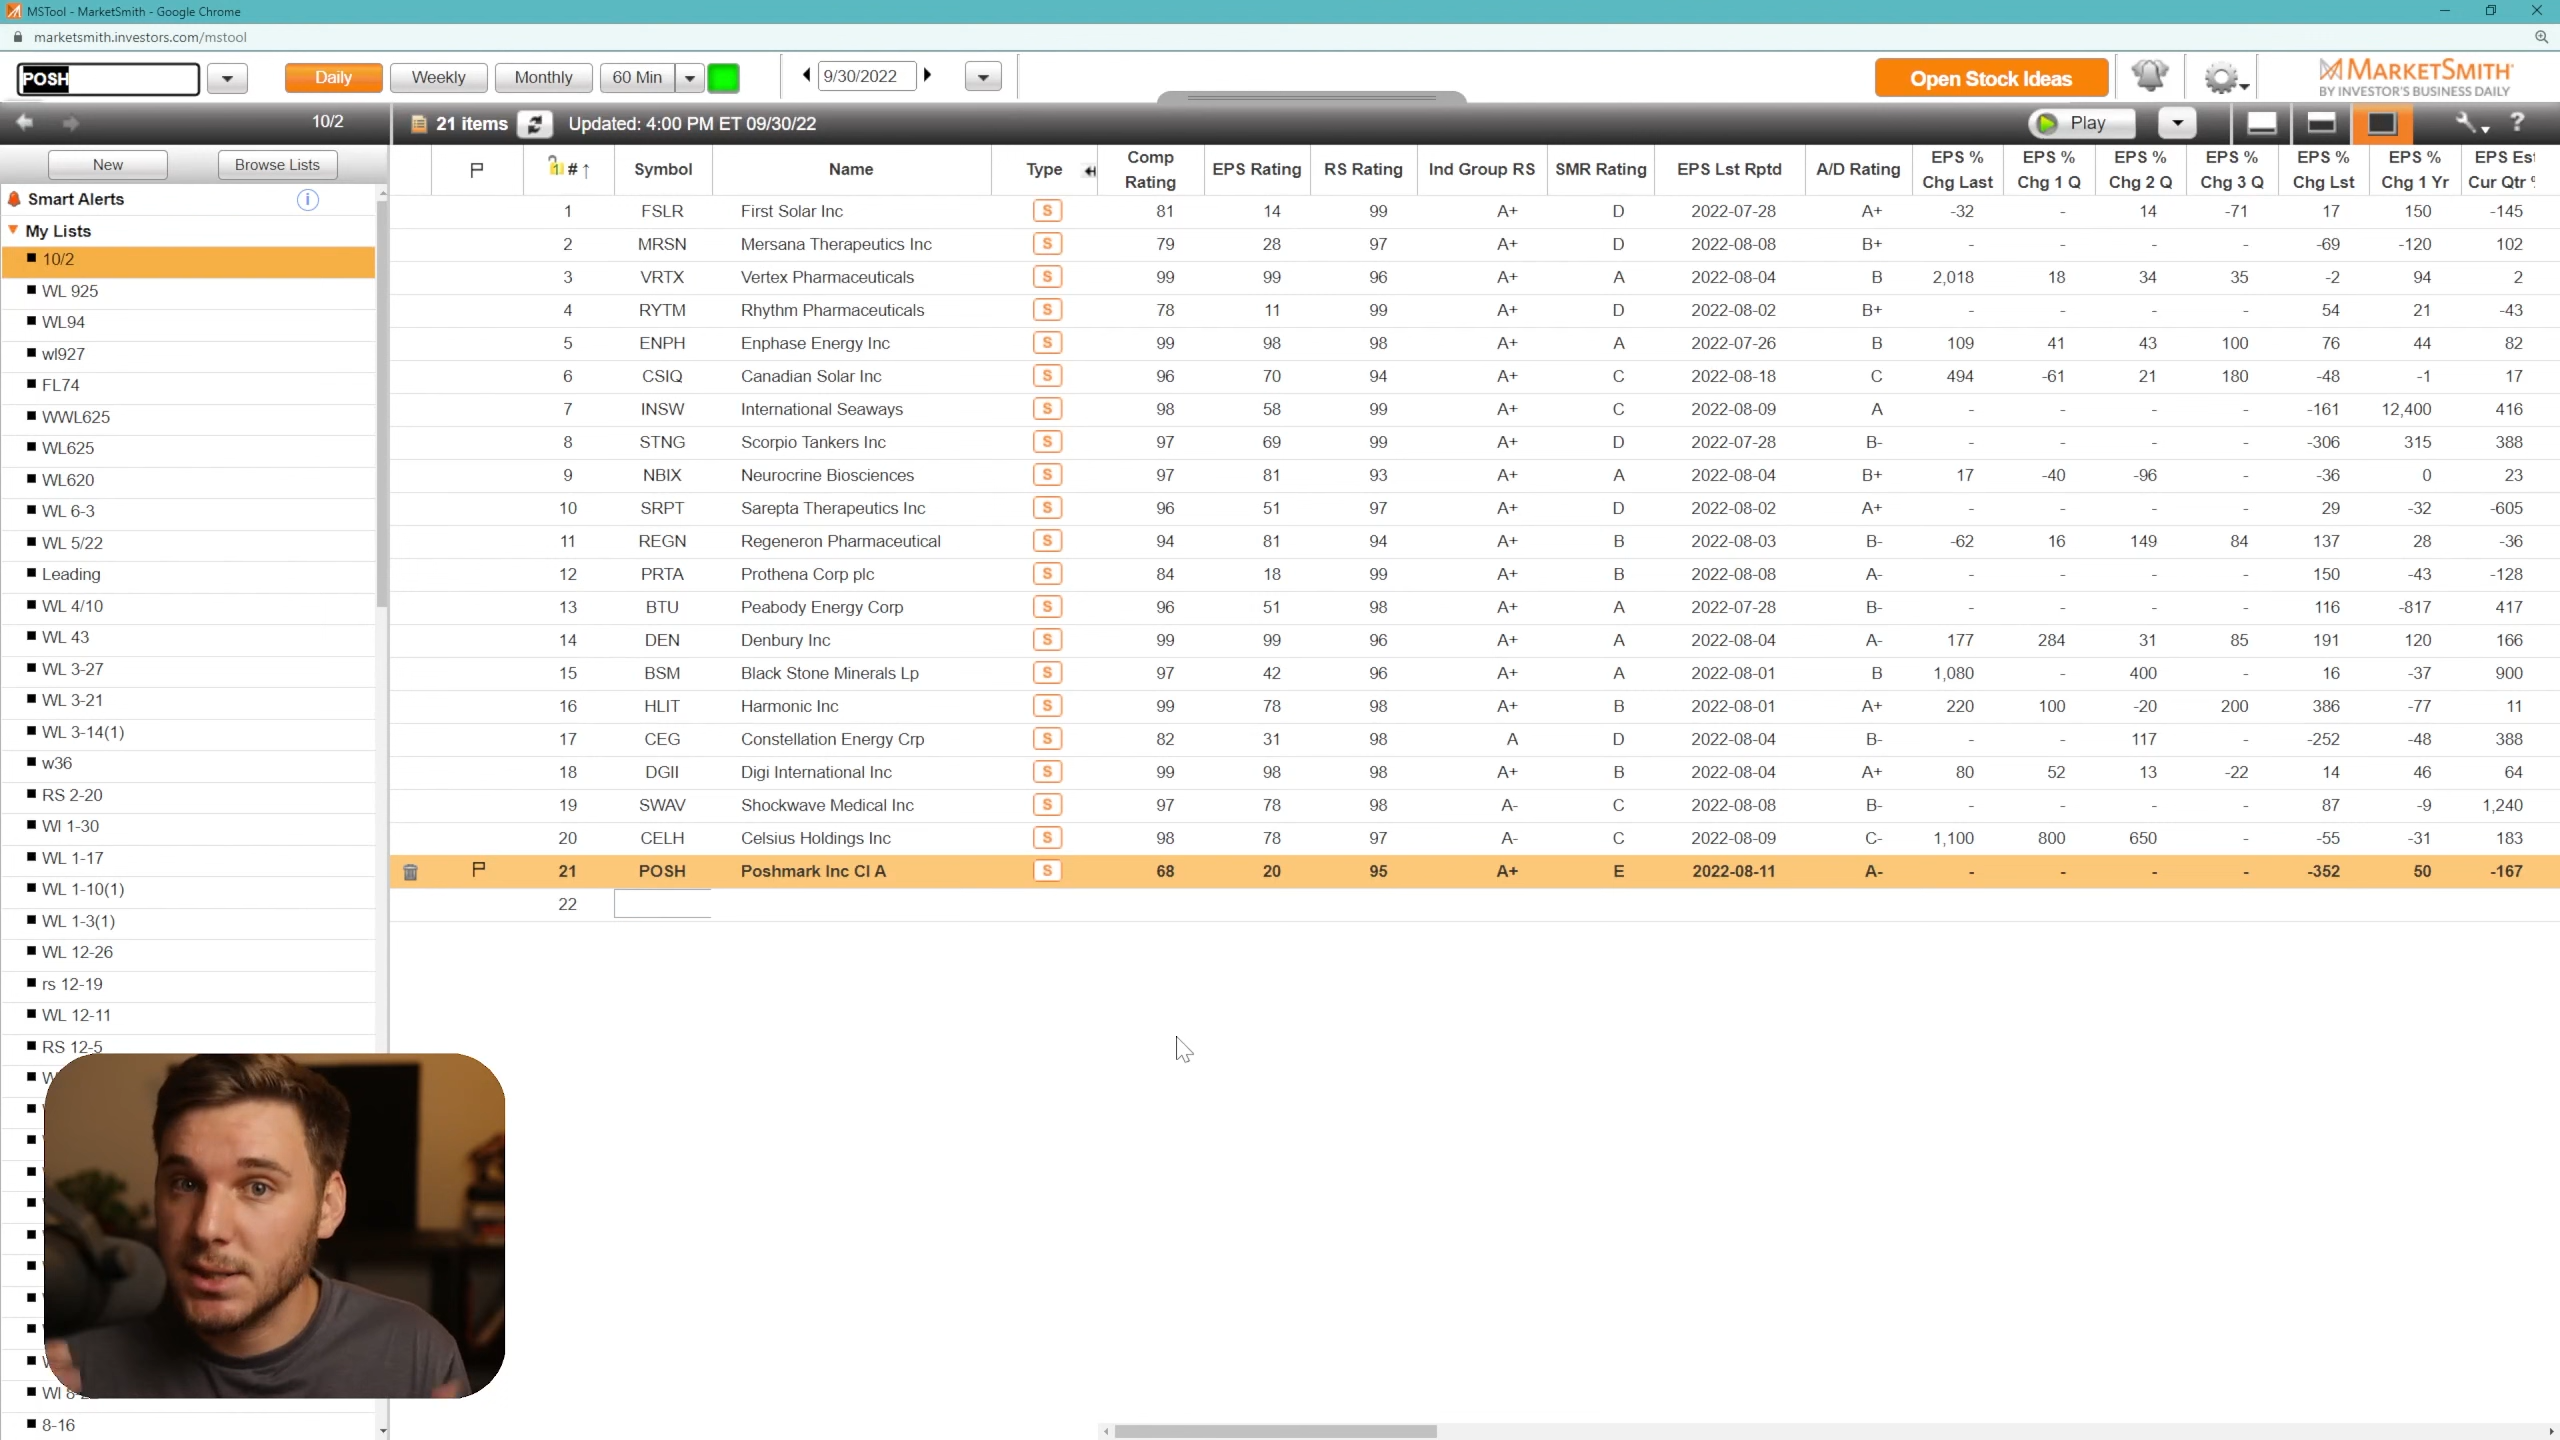 MSTool - MarketSmith - Google Chrome
marketsmith.investors.com/mstool
POSH Daily Weekly Monthly 60 Min 9/30/2022 Open Stock Ideas MARKETSMITH
BY INVESTOR'S BUSINESS DAILY
10/2 21 items Updated: 4:00 PM ET 09/30/22 Play ?
New Browse Lists
Smart Alerts i
My Lists
10/2
WL 925
WL94
wl927
FL74
WWL625
WL625
WL620
WL 6-3
WL 5/22
Leading
WL 4/10
WL 43
WL 3-27
WL 3-21
WL 3-14(1)
w36
RS 2-20
Wl 1-30
WL 1-17
WL 1-10(1)
WL 1-3(1)
WL 12-26
rs 12-19
WL 12-11
RS 12-5
8-16
1 # ↑ Symbol Name Type Comp Rating EPS Rating RS Rating Ind Group RS SMR Rating EPS Lst Rptd A/D Rating EPS % Chg Last EPS % Chg 1 Q EPS % Chg 2 Q EPS % Chg 3 Q EPS % Chg Lst EPS % Chg 1 Yr EPS Est Cur Qtr %
1 FSLR First Solar Inc S 81 14 99 A+ D 2022-07-28 A+ -32 - 14 -71 17 150 -145
2 MRSN Mersana Therapeutics Inc S 79 28 97 A+ D 2022-08-08 B+ - - - - -69 -120 102
3 VRTX Vertex Pharmaceuticals S 99 99 96 A+ A 2022-08-04 B 2,018 18 34 35 -2 94 2
4 RYTM Rhythm Pharmaceuticals S 78 11 99 A+ D 2022-08-02 B+ - - - - 54 21 -43
5 ENPH Enphase Energy Inc S 99 98 98 A+ A 2022-07-26 B 109 41 43 100 76 44 82
6 CSIQ Canadian Solar Inc S 96 70 94 A+ C 2022-08-18 C 494 -61 21 180 -48 -1 17
7 INSW International Seaways S 98 58 99 A+ C 2022-08-09 A - - - - -161 12,400 416
8 STNG Scorpio Tankers Inc S 97 69 99 A+ D 2022-07-28 B- - - - - -306 315 388
9 NBIX Neurocrine Biosciences S 97 81 93 A+ A 2022-08-04 B+ 17 -40 -96 - -36 0 23
10 SRPT Sarepta Therapeutics Inc S 96 51 97 A+ D 2022-08-02 A+ - - - - 29 -32 -605
11 REGN Regeneron Pharmaceutical S 94 81 94 A+ B 2022-08-03 B- -62 16 149 84 137 28 -36
12 PRTA Prothena Corp plc S 84 18 99 A+ B 2022-08-08 A- - - - - 150 -43 -128
13 BTU Peabody Energy Corp S 96 51 98 A+ A 2022-07-28 B- - - - - 116 -817 417
14 DEN Denbury Inc S 99 99 96 A+ A 2022-08-04 A- 177 284 31 85 191 120 166
15 BSM Black Stone Minerals Lp S 97 42 96 A+ A 2022-08-01 B 1,080 - 400 - 16 -37 900
16 HLIT Harmonic Inc S 99 78 98 A+ B 2022-08-01 A+ 220 100 -20 200 386 -77 11
17 CEG Constellation Energy Crp S 82 31 98 A D 2022-08-04 B- - - 117 - -252 -48 388
18 DGII Digi International Inc S 99 98 98 A+ B 2022-08-04 A+ 80 52 13 -22 14 46 64
19 SWAV Shockwave Medical Inc S 97 78 98 A- C 2022-08-08 B- - - - - 87 -9 1,240
20 CELH Celsius Holdings Inc S 98 78 97 A- C 2022-08-09 C- 1,100 800 650 - -55 -31 183
21 POSH Poshmark Inc Cl A S 68 20 95 A+ E 2022-08-11 A- - - - - -352 50 -167
22